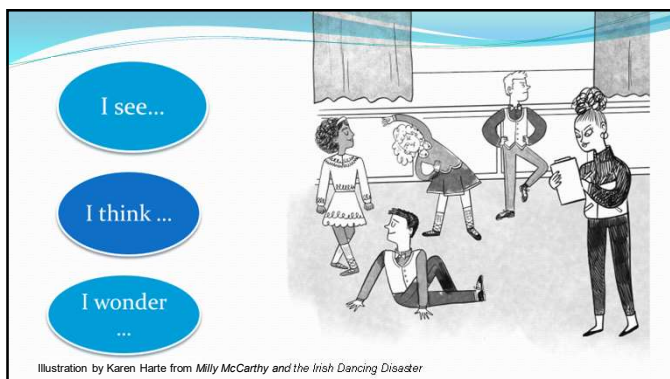 I see...
I think ...
I wonder
...
Illustration by Karen Harte from Milly McCarthy and the Irish Dancing Disaster